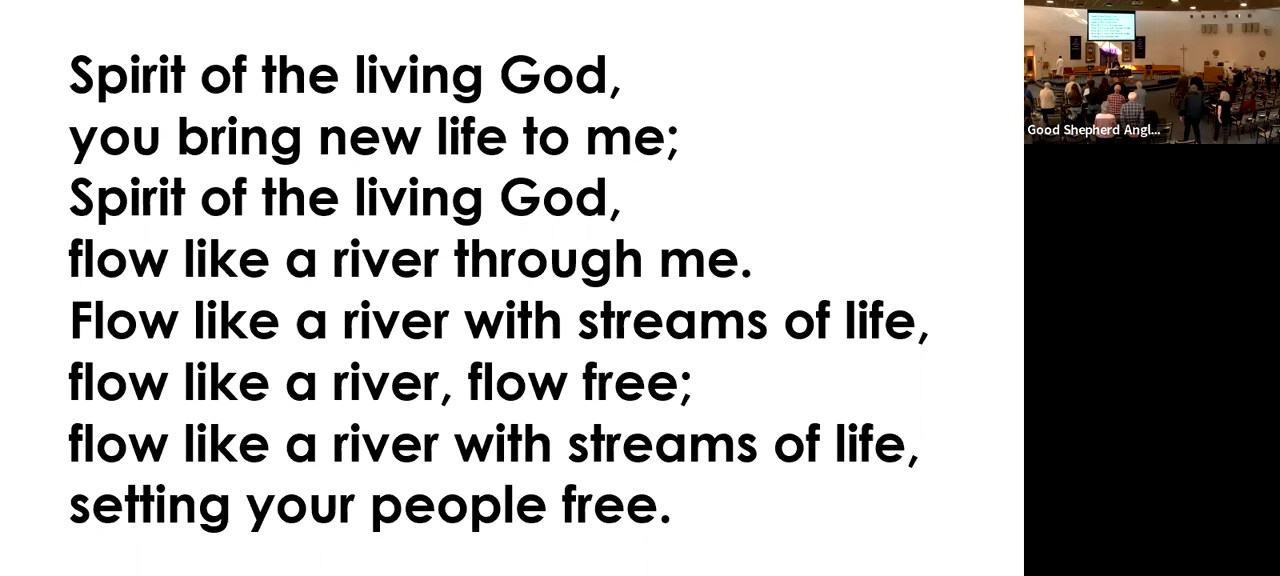 Spirit of the living God,
you bring new life to me;
Spirit of the living God,
flow like a river through me.
Flow like a river with streams of life,
flow like a river, flow free;
flow like a river with streams of life,
setting your people free.
Good Shepherd Angl...